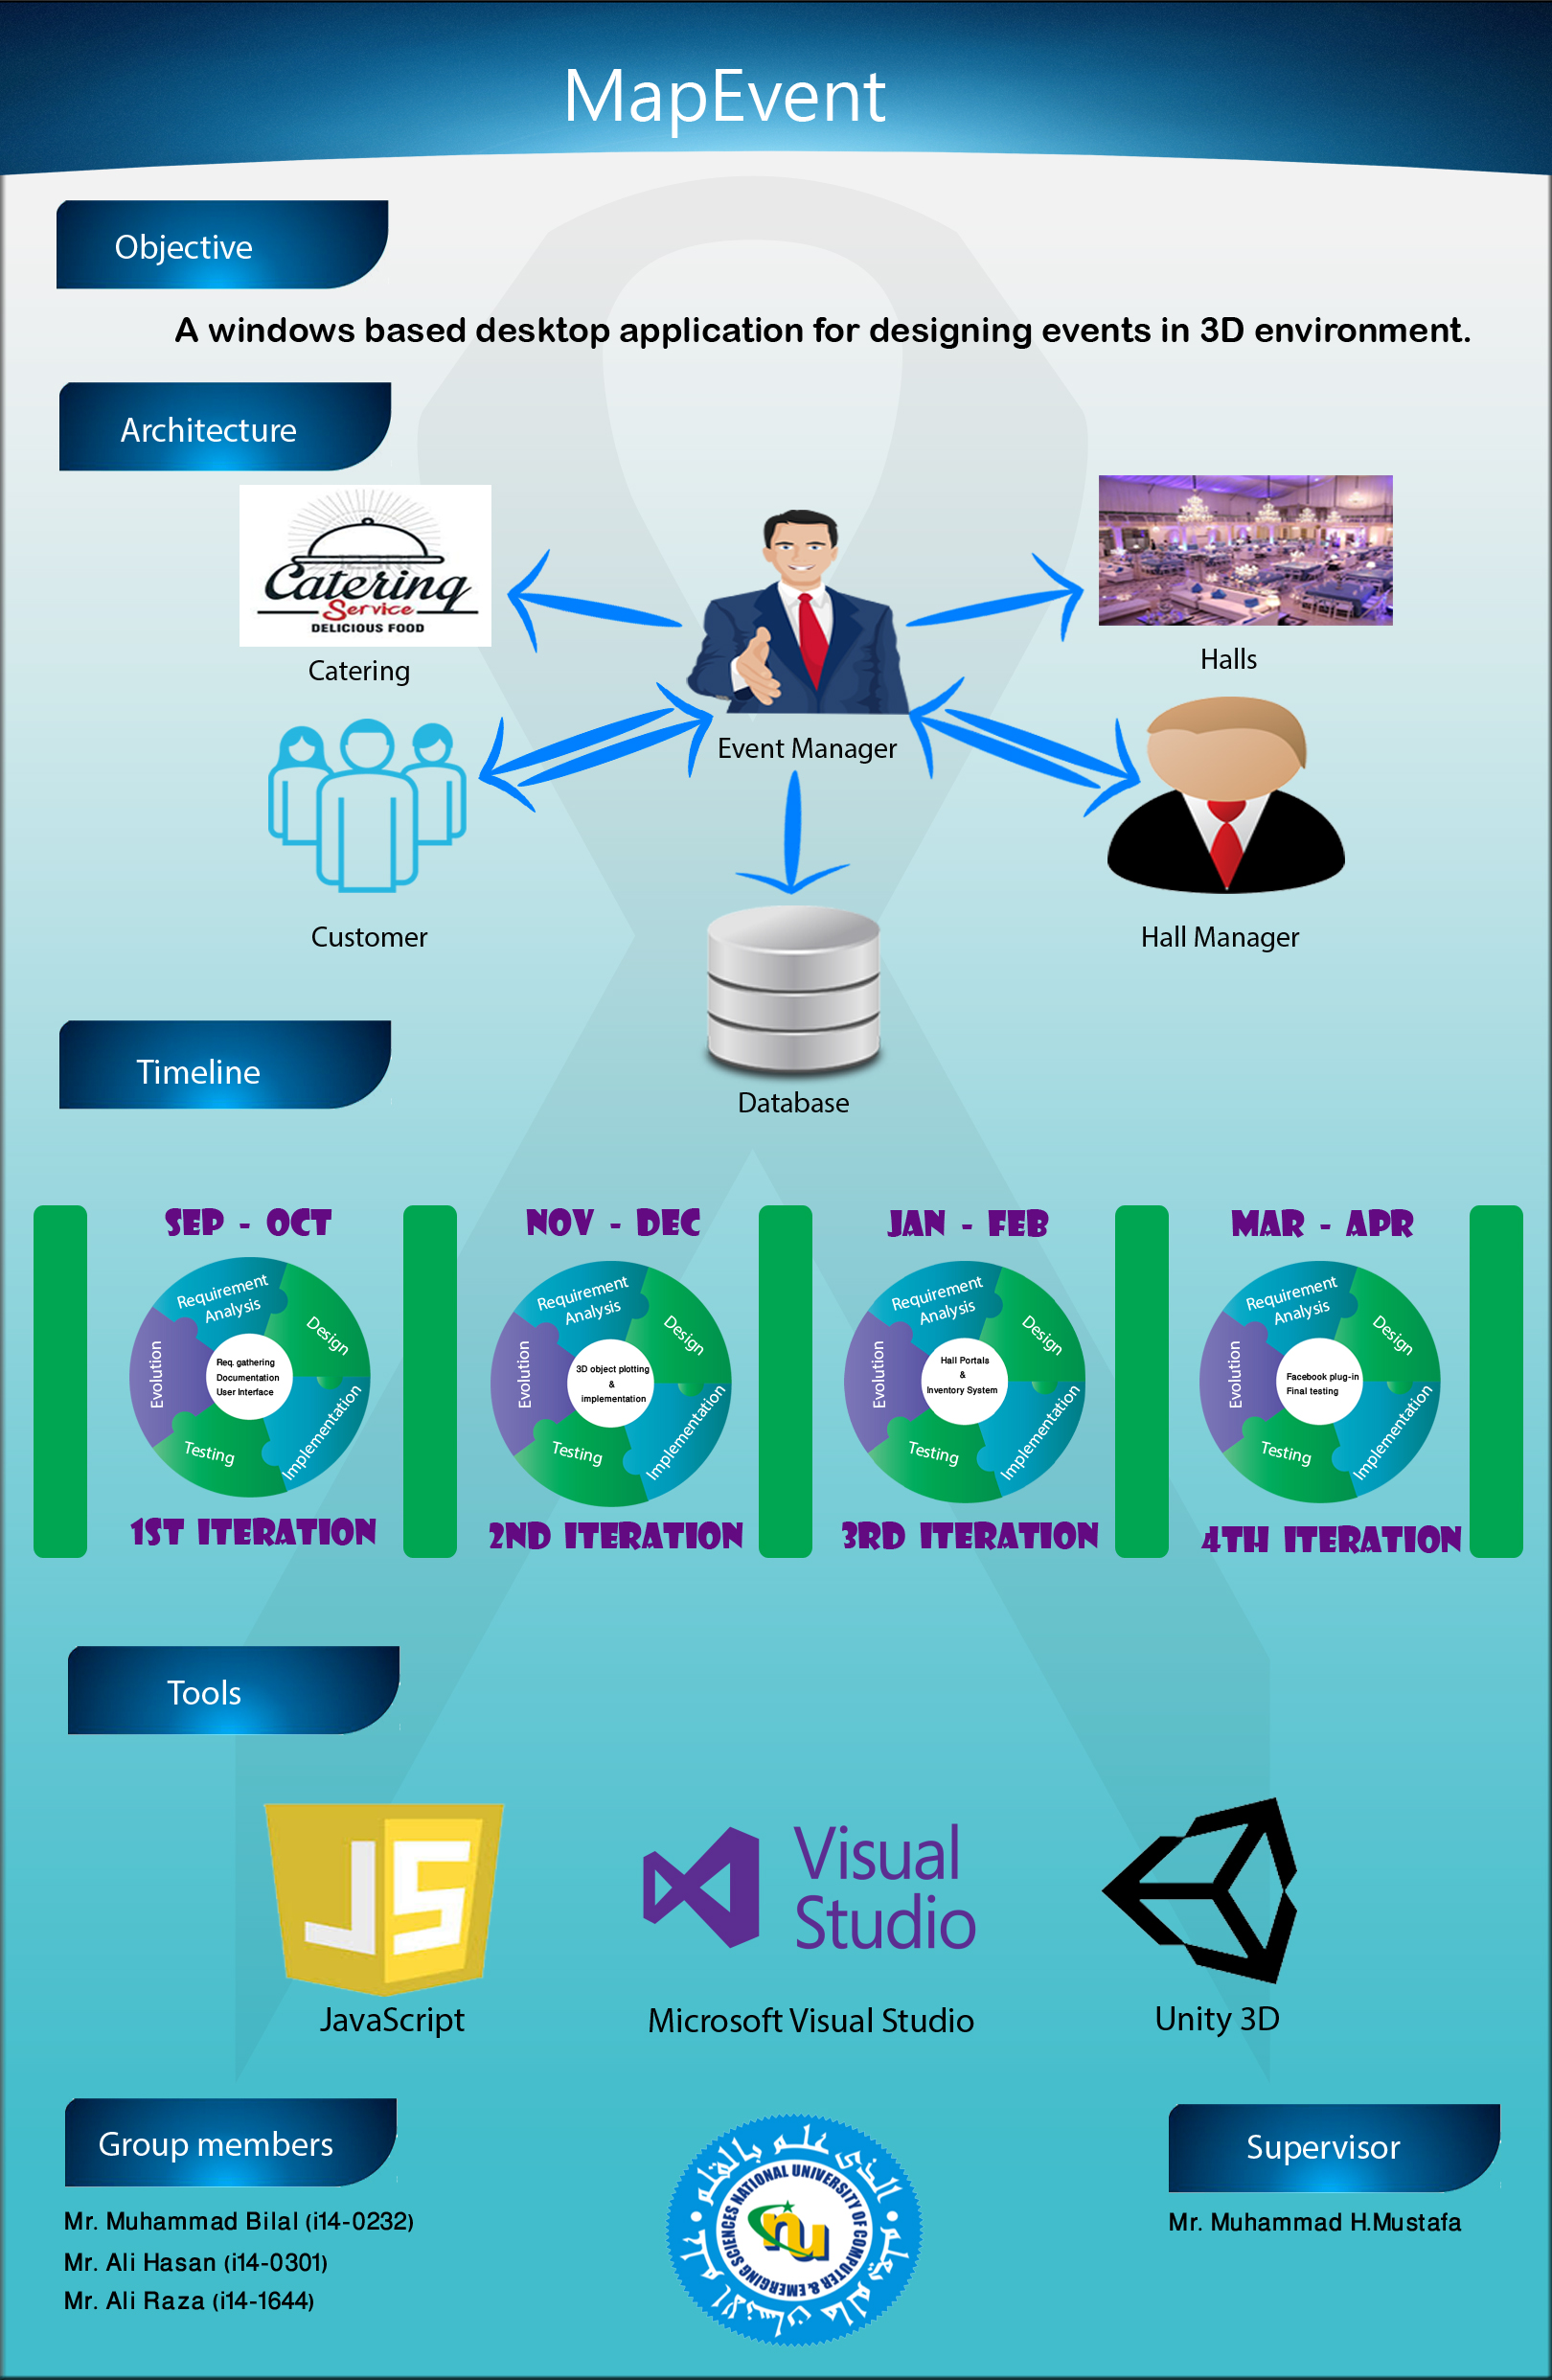 MapEvent
Objective
A windows based desktop application for designing events in 3D environment.
Architecture
Catering
Service
DELICIOUS FOOD
Catering
Halls
Event Manager
Customer
Hall Manager
Database
Timeline
SEP - OCT
Requirement
Analysis
Design
Implementation
Testing
Evolution
Req. gathering
Documentation
User Interface
1ST ITERATION
NOV - DEC
Requirement
Analysis
Design
Implementation
Testing
Evolution
3D object plotting
&
implementation
2ND ITERATION
JAN - FEB
Requirement
Analysis
Design
Implementation
Testing
Evolution
Hall Portals
&
Inventory System
3RD ITERATION
MAR - APR
Requirement
Analysis
Design
Implementation
Testing
Evolution
Facebook plug-in
Final testing
4TH ITERATION
Tools
JS
Visual
Studio
JavaScript
Microsoft Visual Studio
Unity 3D
Group members
Mr. Muhammad Bilal (i14-0232)
Mr. Ali Hasan (i14-0301)
Mr. Ali Raza (i14-1644)
الذی علم بالقلم
علم الانسان مالم یعلم
NATIONAL UNIVERSITY OF COMPUTER & EMERGING SCIENCES
nu
Supervisor
Mr. Muhammad H.Mustafa